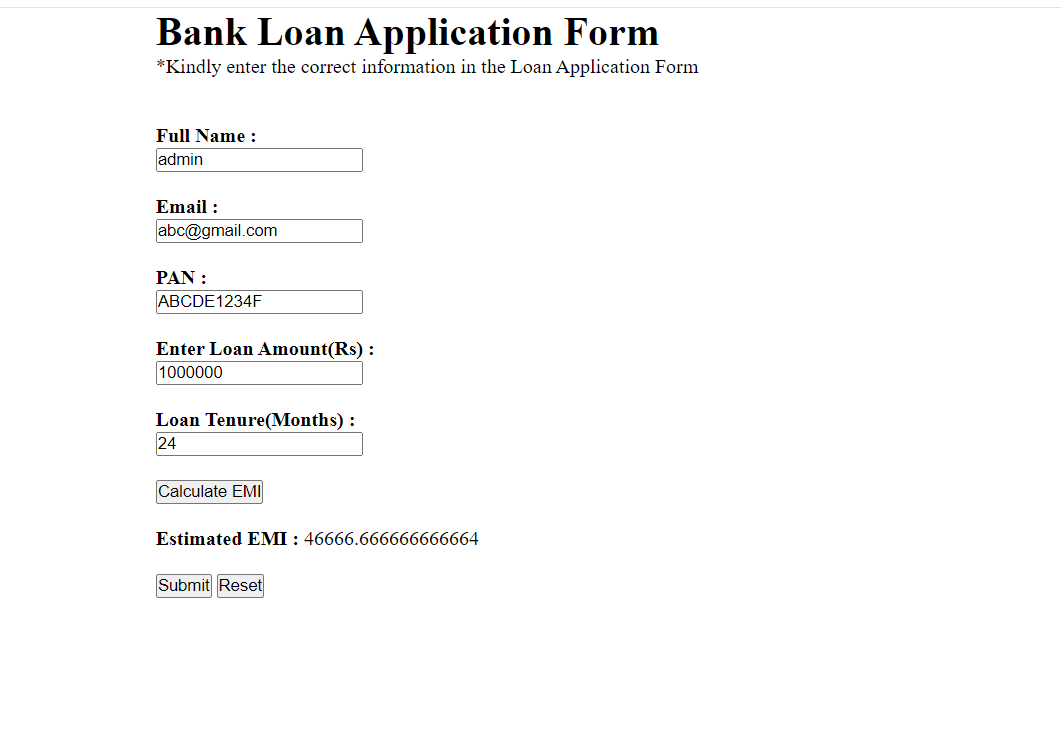 Bank Loan Application Form
*Kindly enter the correct information in the Loan Application Form
Full Name :
admin
Email :
abc@gmail.com
PAN :
ABCDE1234F
Enter Loan Amount(Rs) :
1000000
Loan Tenure(Months) :
24
Calculate EMI
Estimated EMI : 46666.666666666664
Submit Reset